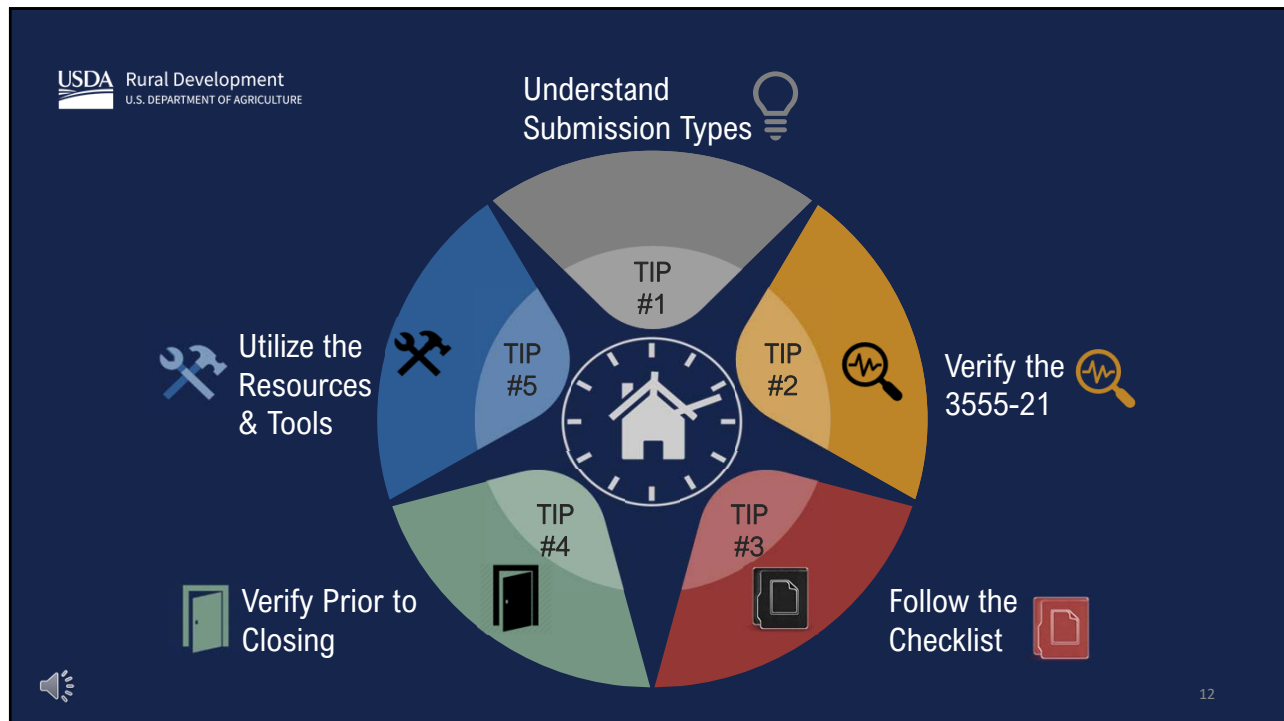 USDA Rural Development
U.S. DEPARTMENT OF AGRICULTURE
Understand
Submission Types
TIP
#1
TIP
#2
Verify the
3555-21
TIP
#3
Follow the
Checklist
TIP
#4
Verify Prior to
Closing
TIP
#5
Utilize the
Resources
& Tools
12